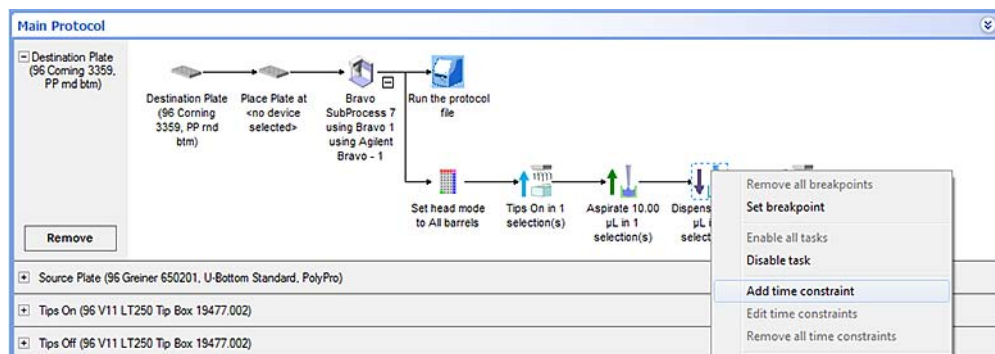 Main Protocol
Destination Plate
(96 Corning 3359,
PP rnd btm)
Destination Plate
(96 Corning
3359, PP rnd
btm)
Place Plate at
<no device
selected>
Bravo
SubProcess 7
using Bravo 1
using Agilent
Bravo - 1
Run the protocol
file
Set head mode
to All barrels
Tips On in 1
selection(s)
Aspirate 10.00
µL in 1
selection(s)
Dispens
µL i
select
Remove
Remove all breakpoints
Set breakpoint
Enable all tasks
Disable task
Add time constraint
Edit time constraints
Remove all time constraints
Source Plate (96 Greiner 650201, U-Bottom Standard, PolyPro)
Tips On (96 V11 LT250 Tip Box 19477.002)
Tips Off (96 V11 LT250 Tip Box 19477.002)